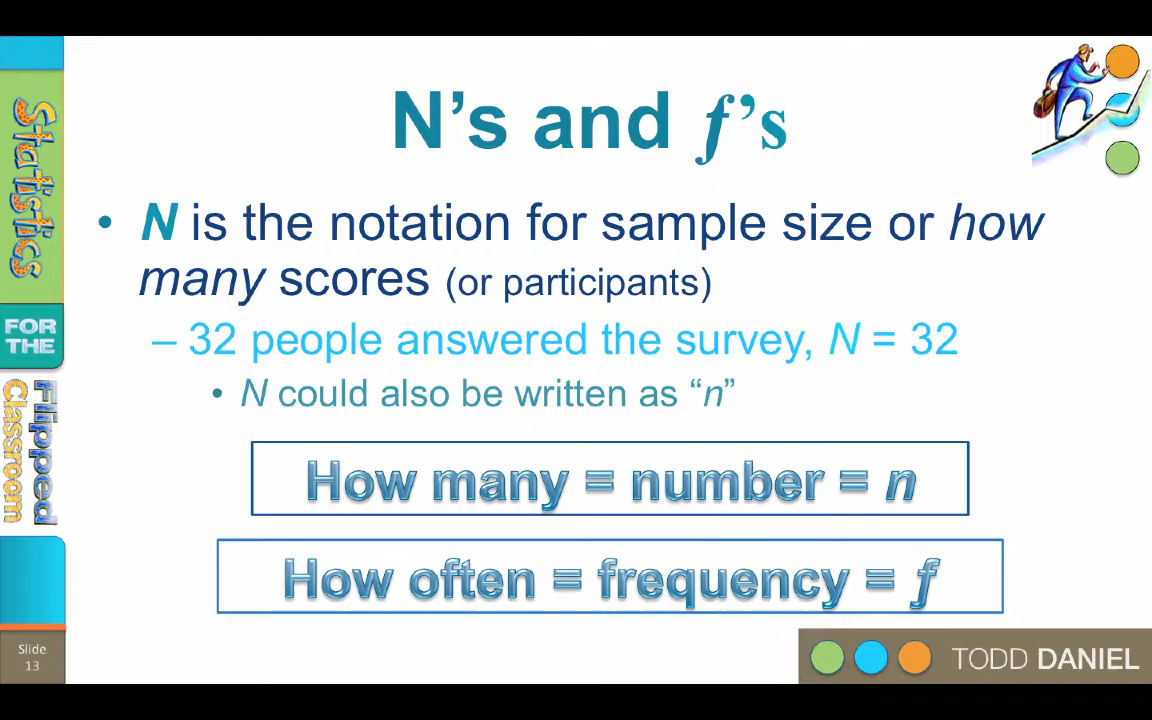 N's and ƒ's
• N is the notation for sample size or how
many scores (or participants)
– 32 people answered the survey, N = 32
• N could also be written as “n”
How many = number = n
How often = frequency = ƒ
Statistics
FOR
THE
Flipped
Classroom
Slide
13
TODD DANIEL